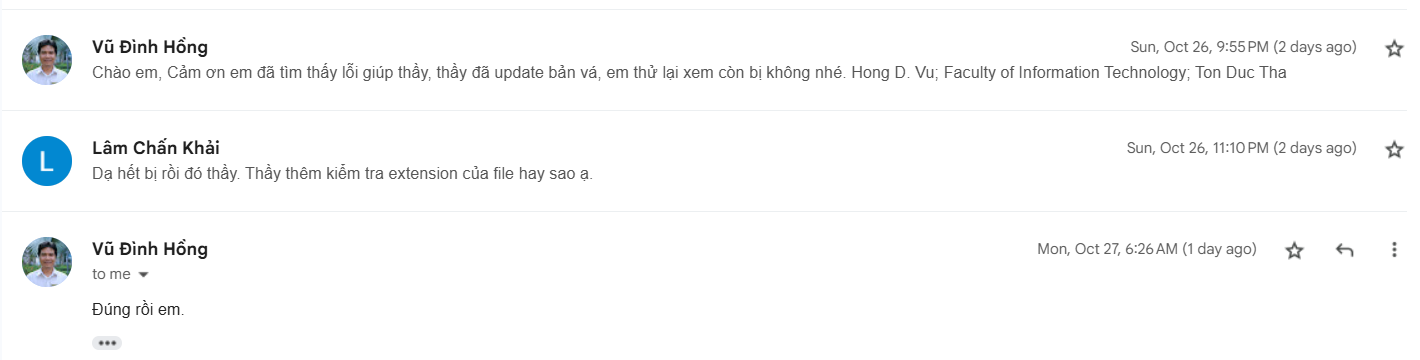 Vũ Đình Hồng
Sun, Oct 26, 9:55 PM (2 days ago)
Chào em, Cảm ơn em đã tìm thấy lỗi giúp thầy, thầy đã update bản vá, em thử lại xem còn bị không nhé. Hong D. Vu; Faculty of Information Technology; Ton Duc Tha
L
Lâm Chấn Khải
Sun, Oct 26, 11:10 PM (2 days ago)
Dạ hết bị rồi đó thầy. Thầy thêm kiểm tra extension của file hay sao ạ.
Vũ Đình Hồng
Mon, Oct 27, 6:26 AM (1 day ago)
to me
Đúng rồi em.